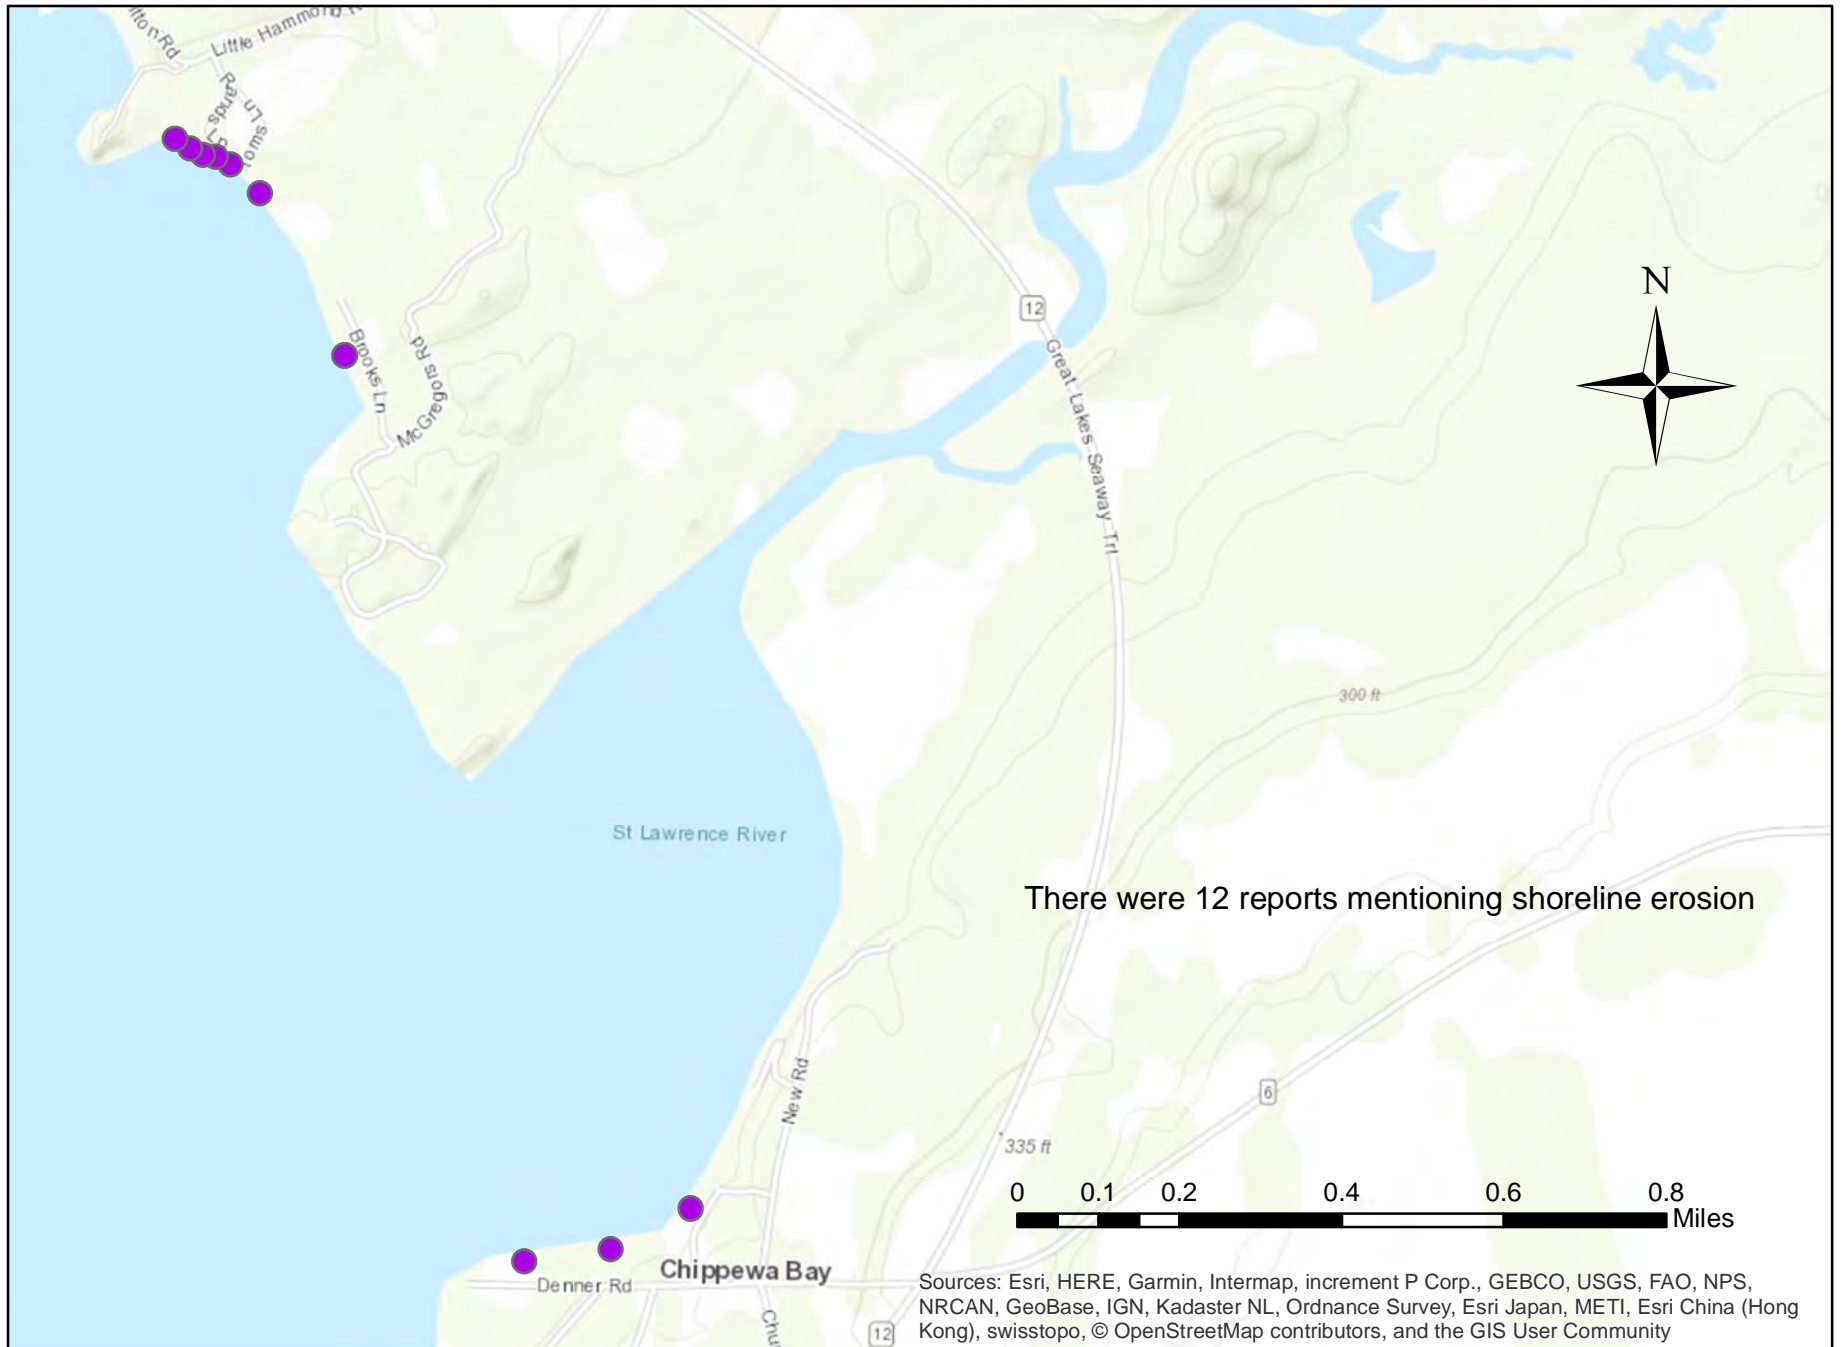 Little Hammond
Rands
Toms Ln
N
12
Brooks Ln
McGregors Rd
Great Lakes Seaway Trl
300 ft
St Lawrence River
There were 12 reports mentioning shoreline erosion
New Rd
6
335 ft
0 0.1 0.2 0.4 0.6 0.8
Miles
Chippewa Bay
Denner Rd
Sources: Esri, HERE, Garmin, Intermap, increment P Corp., GEBCO, USGS, FAO, NPS,
NRCAN, GeoBase, IGN, Kadaster NL, Ordnance Survey, Esri Japan, METI, Esri China (Hong
Kong), swisstopo, © OpenStreetMap contributors, and the GIS User Community
12